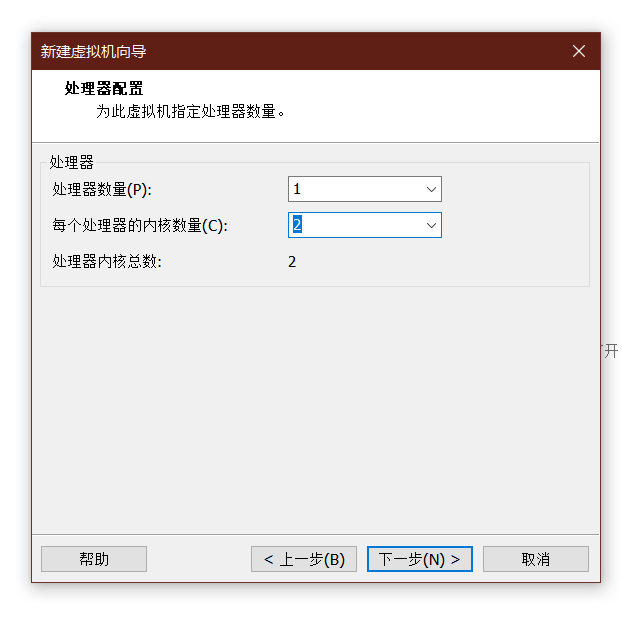 新建虚拟机向导
处理器配置
为此虚拟机指定处理器数量。
处理器
处理器数量(P): 1
每个处理器的内核数量(C): 2
处理器内核总数: 2
开
帮助 < 上一步(B) 下一步(N) > 取消